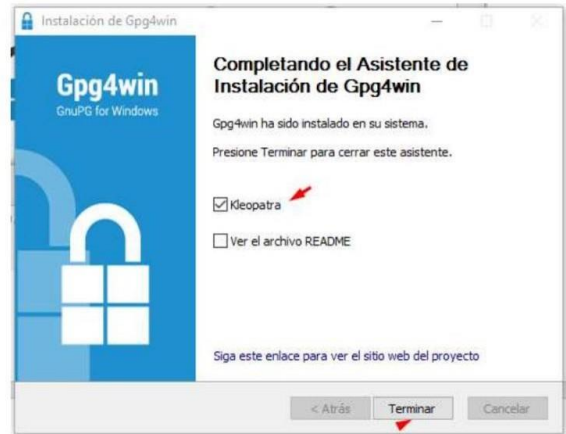 Instalación de Gpg4win
Gpg4win
GnuPG for Windows
Completando el Asistente de
Instalación de Gpg4win
Gpg4win ha sido instalado en su sistema.
Presione Terminar para cerrar este asistente.
Kleopatra
Ver el archivo README
Siga este enlace para ver el sitio web del proyecto
< Atrás
Terminar
Cancelar